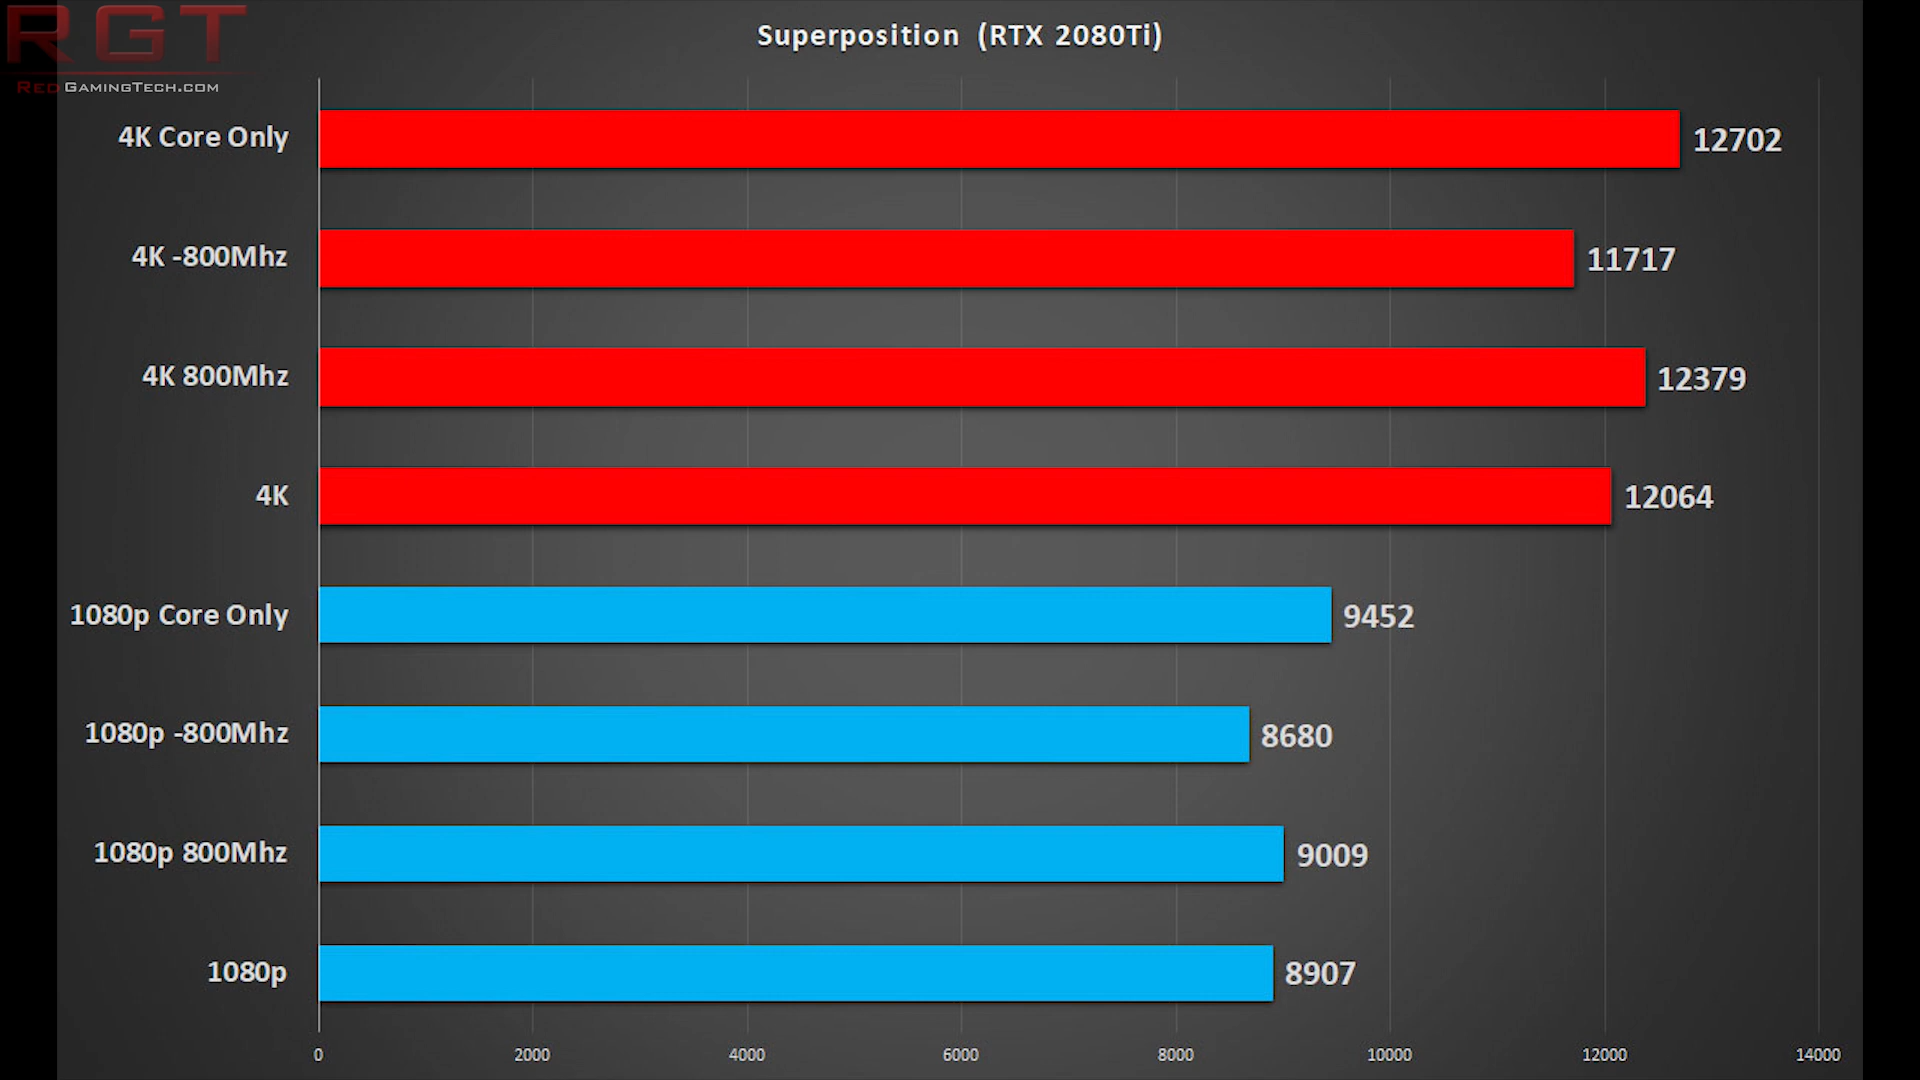 RGT
RedGamingTech.com
Superposition (RTX 2080Ti)
4K Core Only 12702
4K -800Mhz 11717
4K 800Mhz 12379
4K 12064
1080p Core Only 9452
1080p -800Mhz 8680
1080p 800Mhz 9009
1080p 8907
0 2000 4000 6000 8000 10000 12000 14000